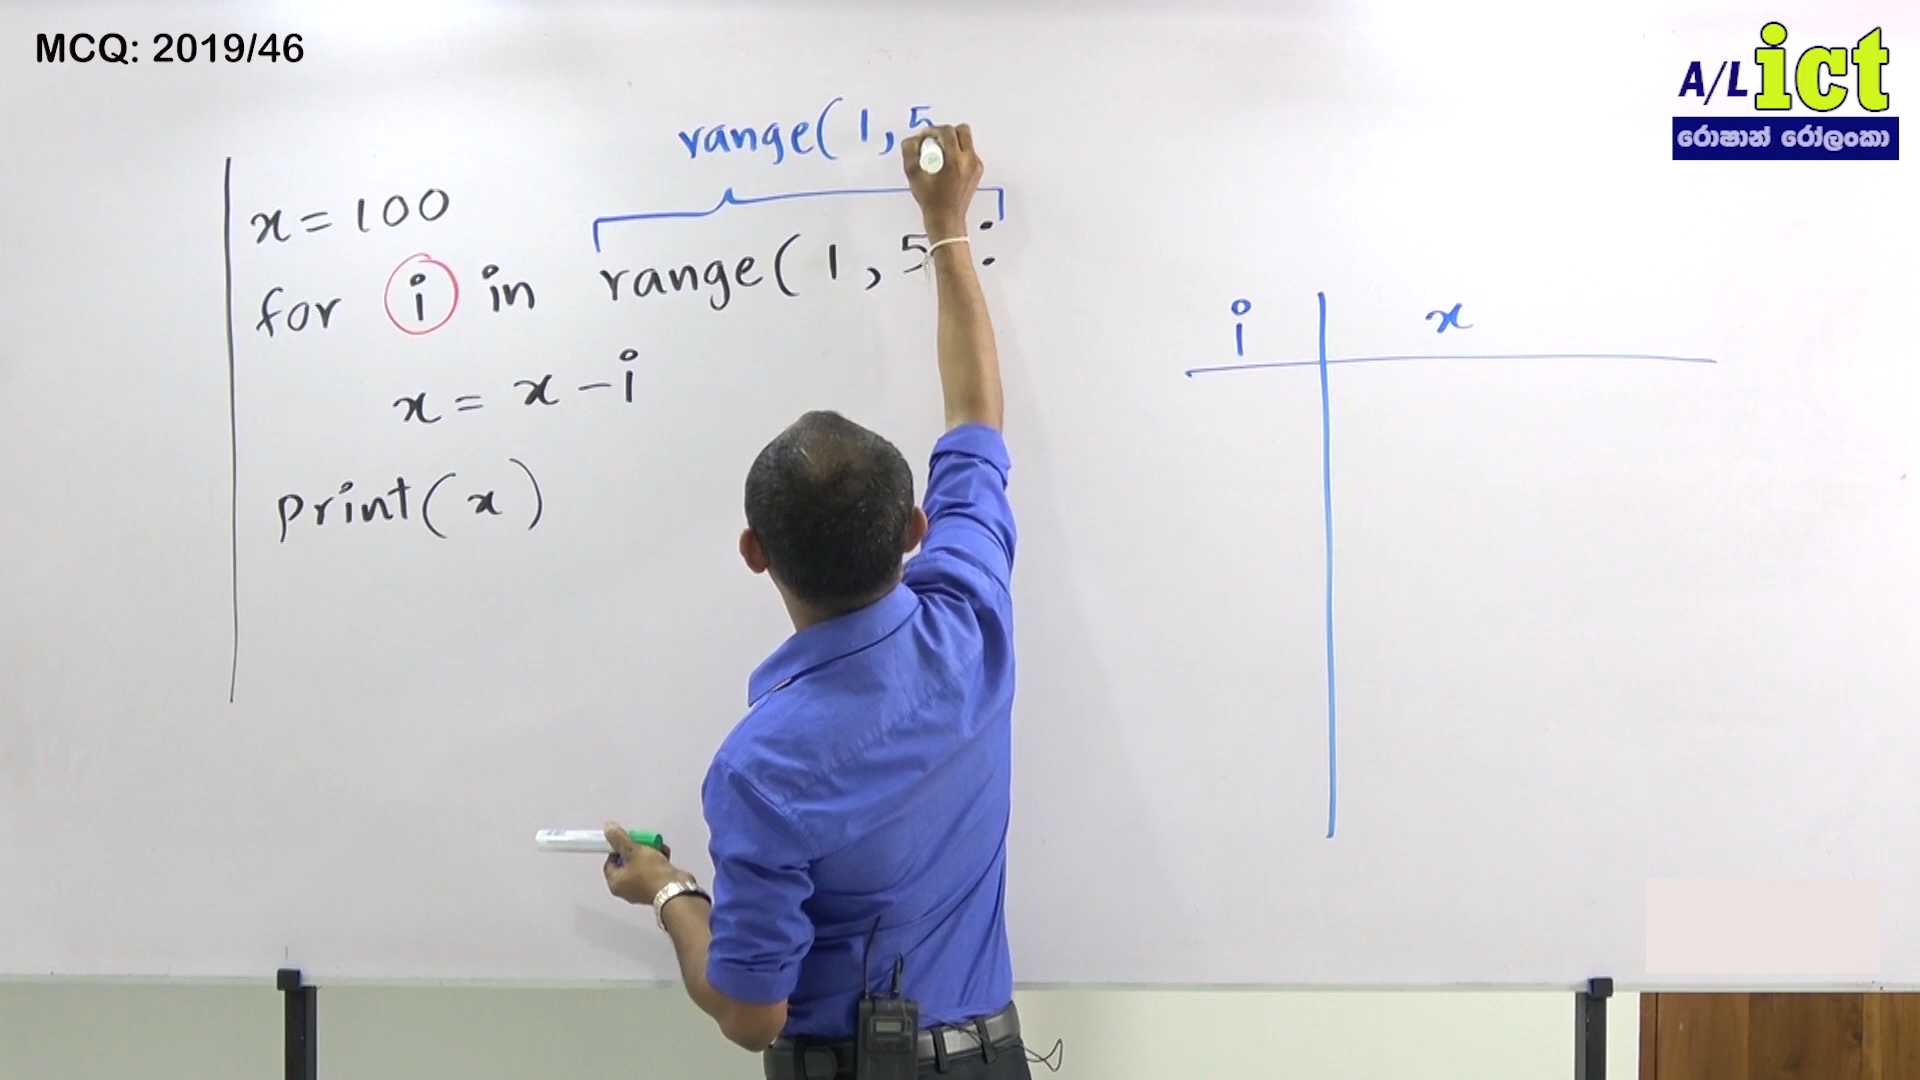 MCQ: 2019/46
A/L ict
රොෂාන් රෝලංකා
range(1,5
x=100
for i in range(1,5 :
x= x-i
print(x)
i x